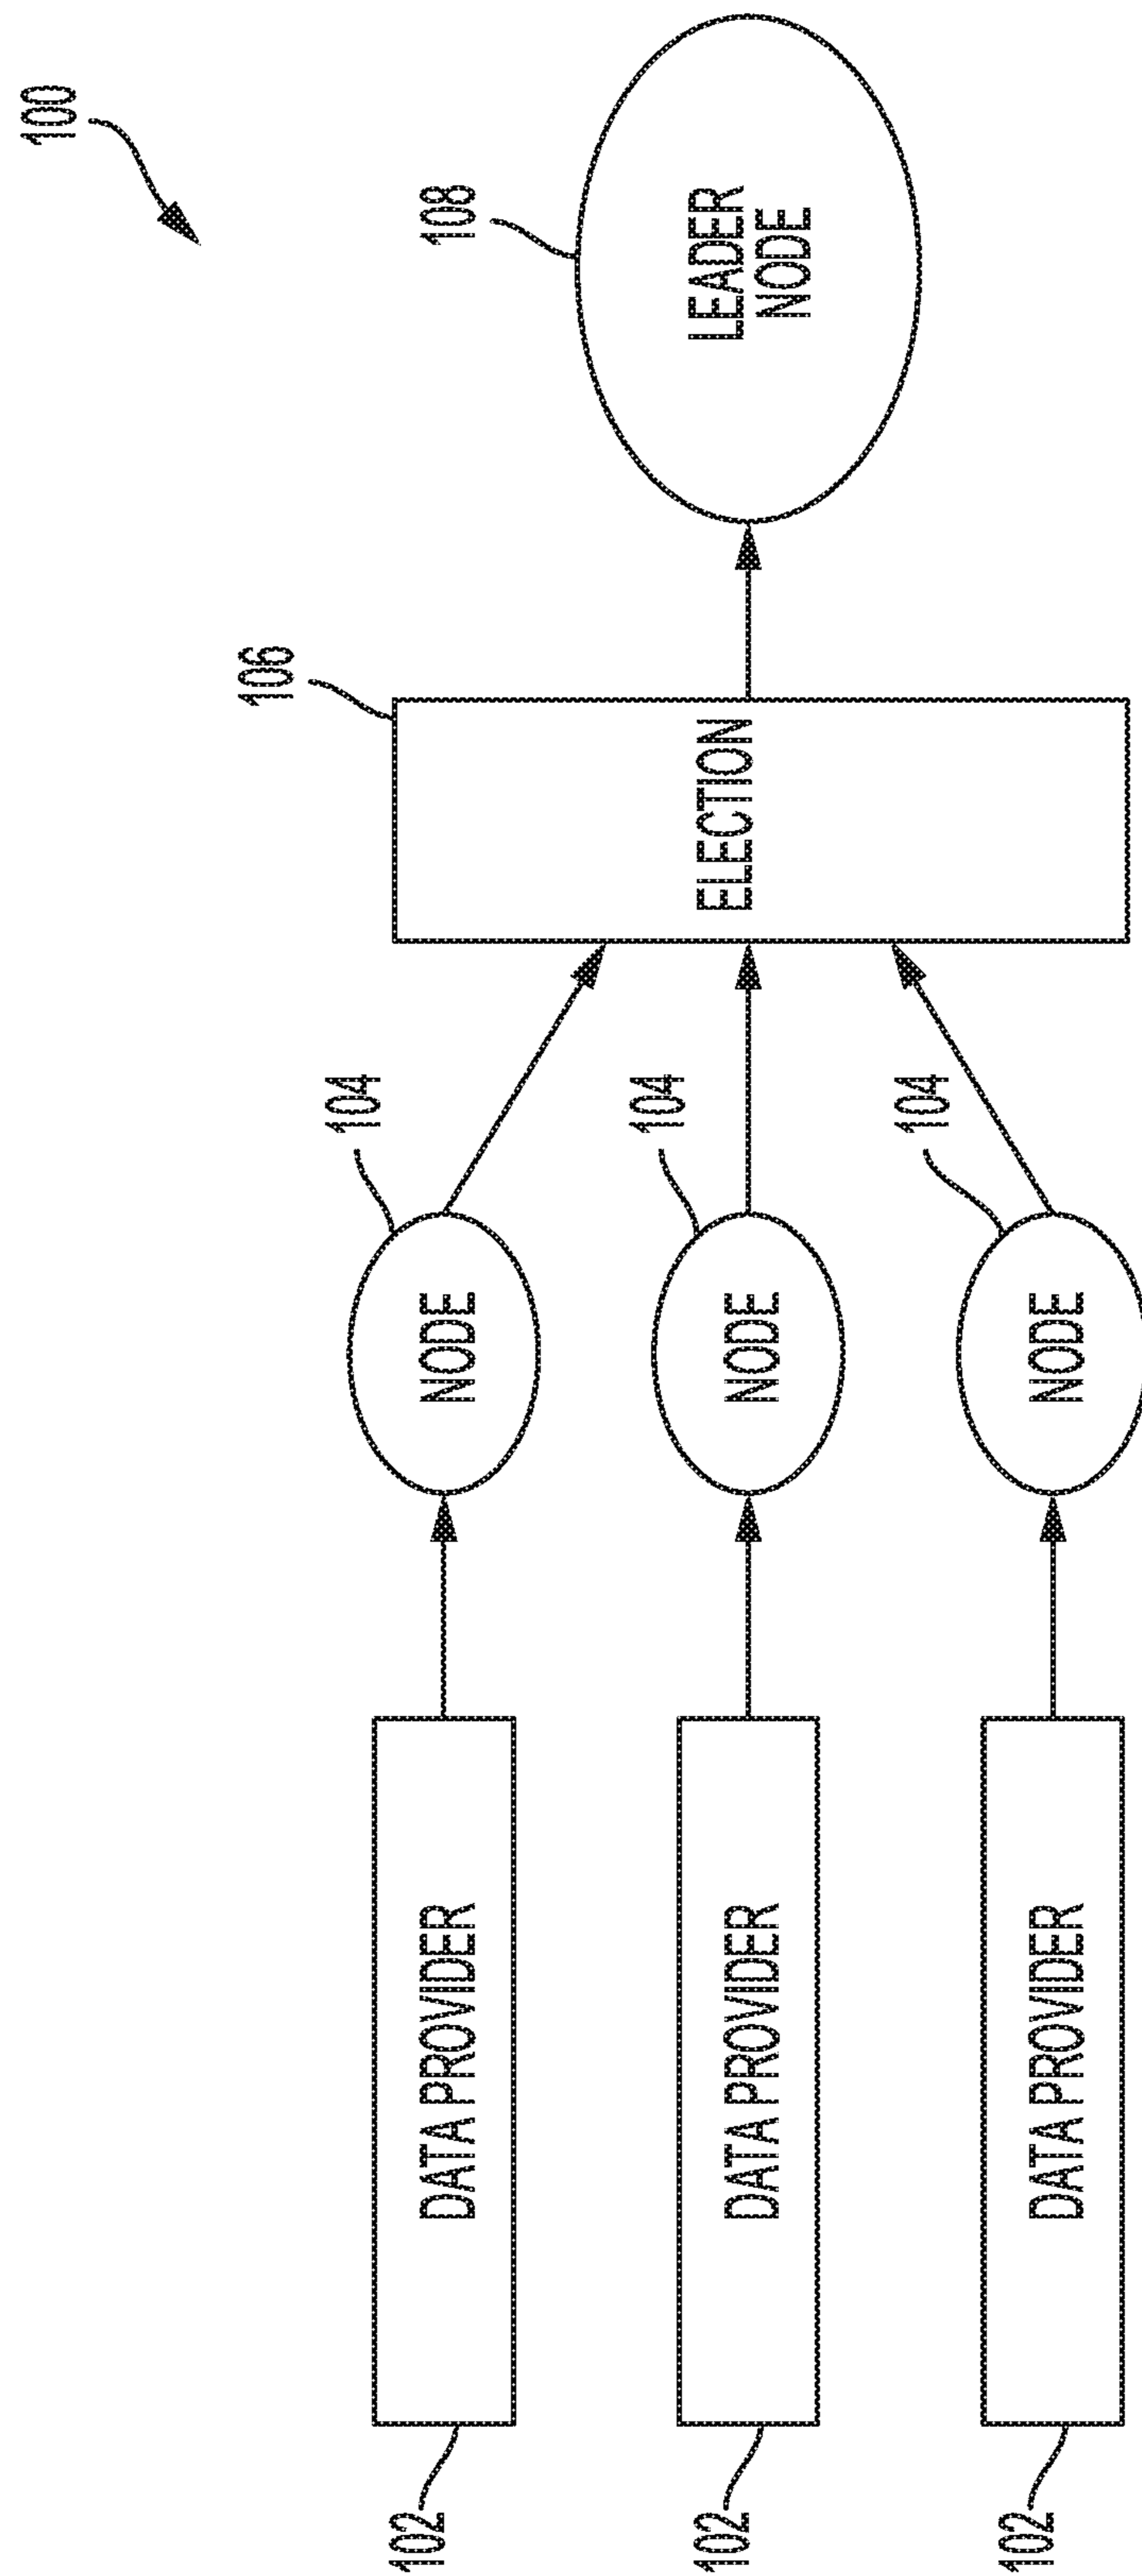 100
102
DATA PROVIDER
104
NODE
102
DATA PROVIDER
104
NODE
102
DATA PROVIDER
104
NODE
106
ELECTION
108
LEADER
NODE